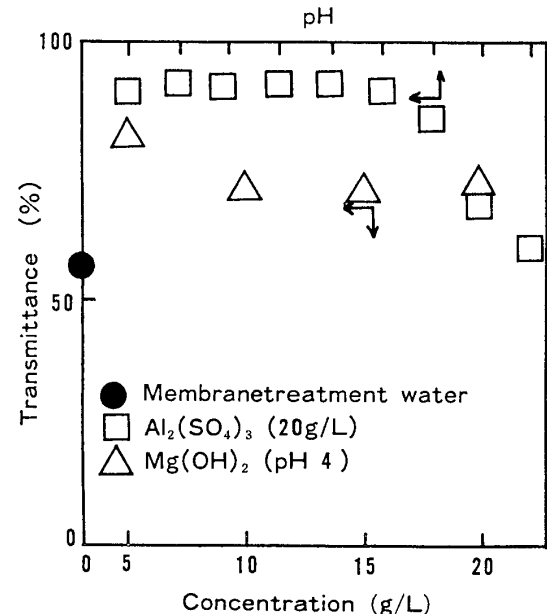 pH
100
50
0
Transmittance (%)
● Membranetreatment water
□ Al₂(SO₄)₃ (20g/L)
△ Mg(OH)₂ (pH 4)
0 5 10 15 20
Concentration (g/L)